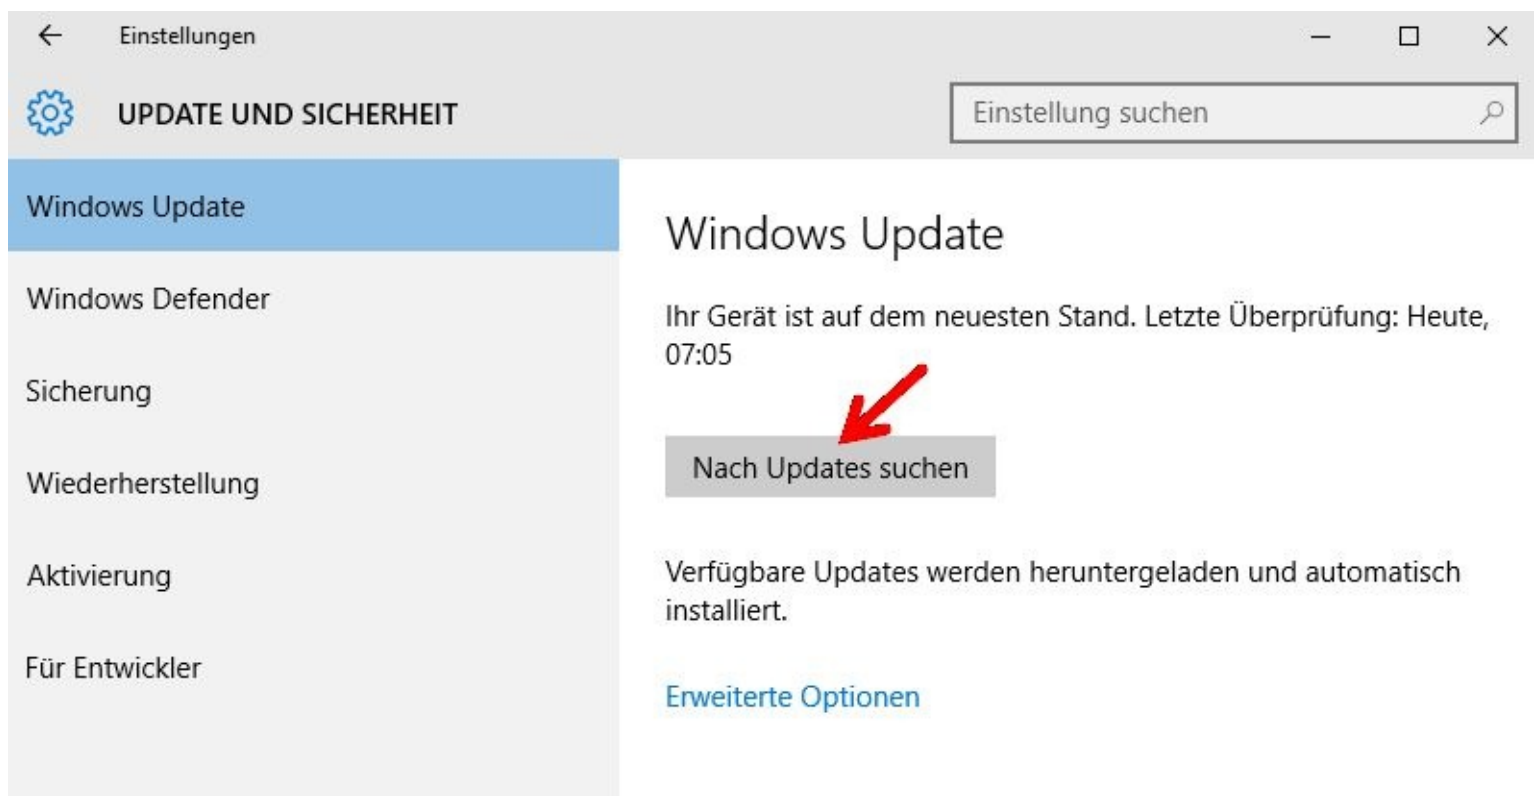 Einstellungen
UPDATE UND SICHERHEIT
Einstellung suchen
Windows Update
Windows Defender
Sicherung
Wiederherstellung
Aktivierung
Für Entwickler
Windows Update
Ihr Gerät ist auf dem neuesten Stand. Letzte Überprüfung: Heute,
07:05
Nach Updates suchen
Verfügbare Updates werden heruntergeladen und automatisch
installiert.
Erweiterte Optionen